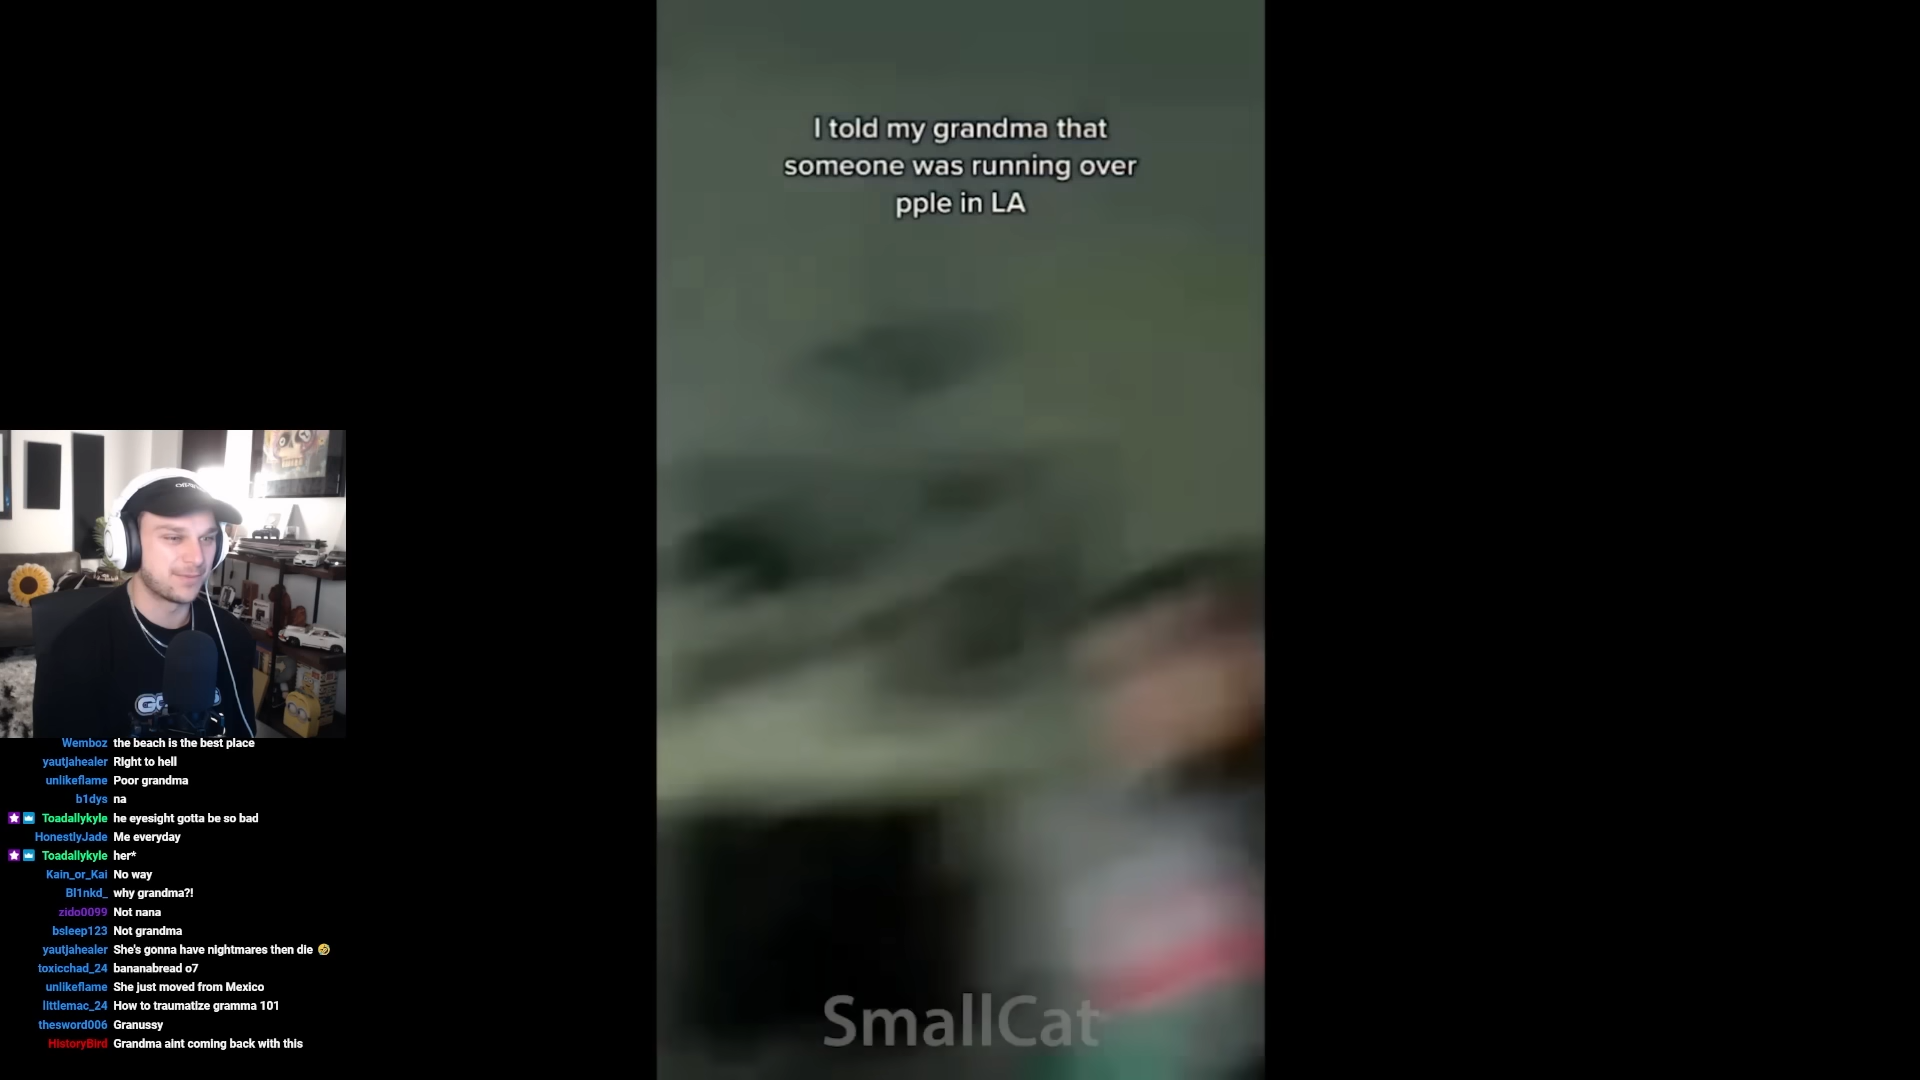 I told my grandma that
someone was running over
pple in LA
Wemboz the beach is the best place
yautjahealer Right to hell
unlikeflame Poor grandma
b1dys na
Toadallykyle he eyesight gotta be so bad
HonestlyJade Me everyday
Toadallykyle her*
Kain_or_Kai No way
Bl1nkd_ why grandma?!
zido0099 Not nana
bsleep123 Not grandma
yautjahealer She's gonna have nightmares then die 🤣
toxicchad_24 bananabread o7
unlikeflame She just moved from Mexico
littlemac_24 How to traumatize gramma 101
thesword006 Granussy
HistoryBird Grandma aint coming back with this
SmallCat